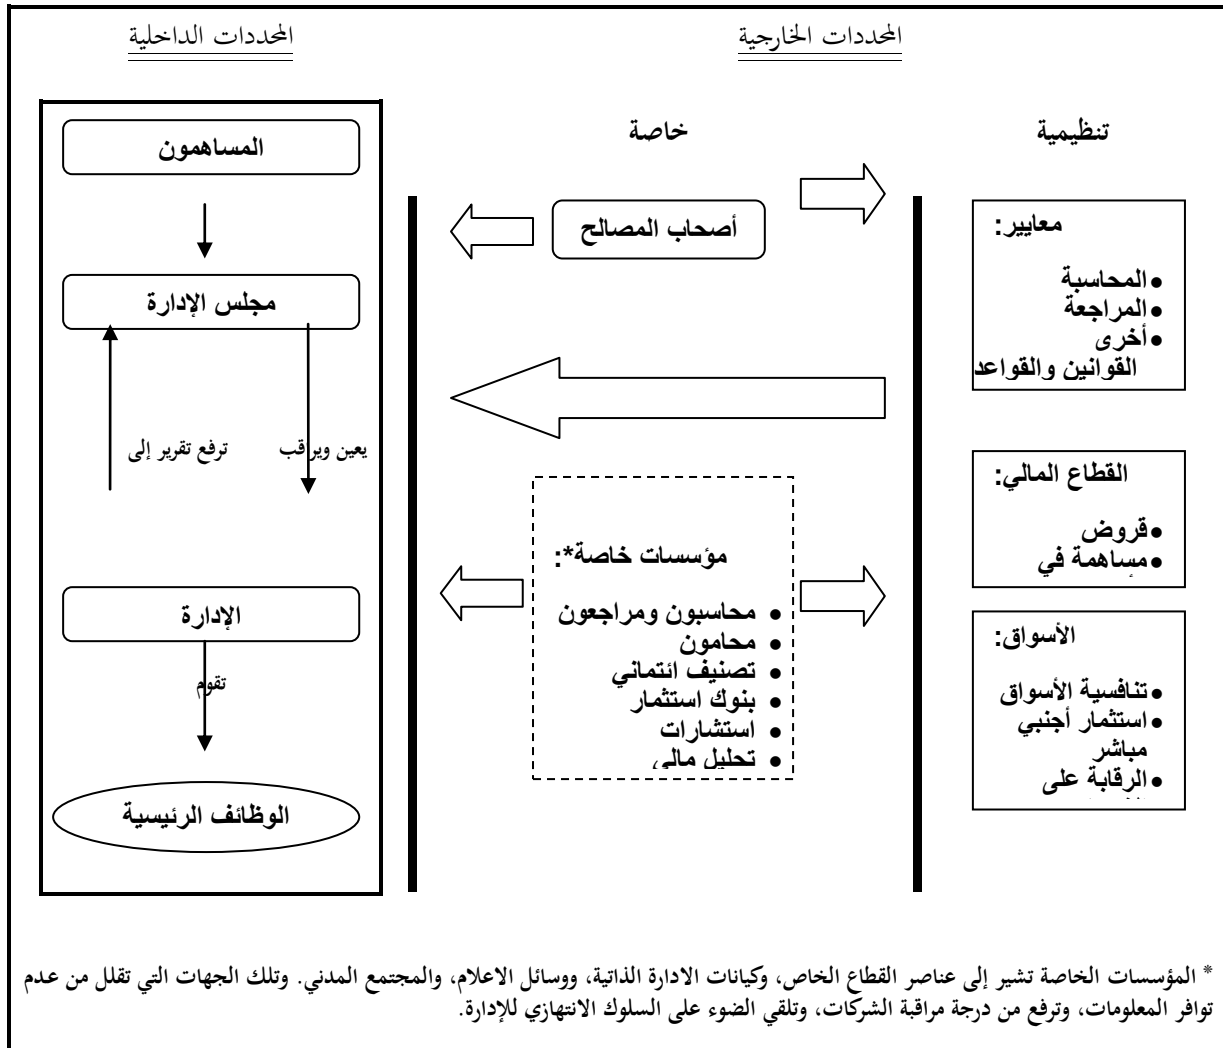 المحددات الخارجية
المحددات الداخلية
تنظيمية
خاصة
معايير:
• المحاسبة
• المراجعة
• أخرى
القوانين والقواعد
القطاع المالي:
• قروض
• مساهمة في
الأسواق:
• تنافسية الأسواق
• استثمار أجنبي
مباشر
• الرقابة على
أصحاب المصالح
مؤسسات خاصة*:
• محاسبون ومراجعون
• محامون
• تصنيف ائتماني
• بنوك استثمار
• استشارات
• تحليل مالي
المساهمون
مجلس الإدارة
يعين ويراقب
ترفع تقرير إلى
الإدارة
تقوم
الوظائف الرئيسية
* المؤسسات الخاصة تشير إلى عناصر القطاع الخاص، وكيانات الادارة الذاتية، ووسائل الاعلام، والمجتمع المدني. وتلك الجهات التي تقلل من عدم
توافر المعلومات، وترفع من درجة مراقبة الشركات، وتلقي الضوء على السلوك الانتهازي للإدارة.